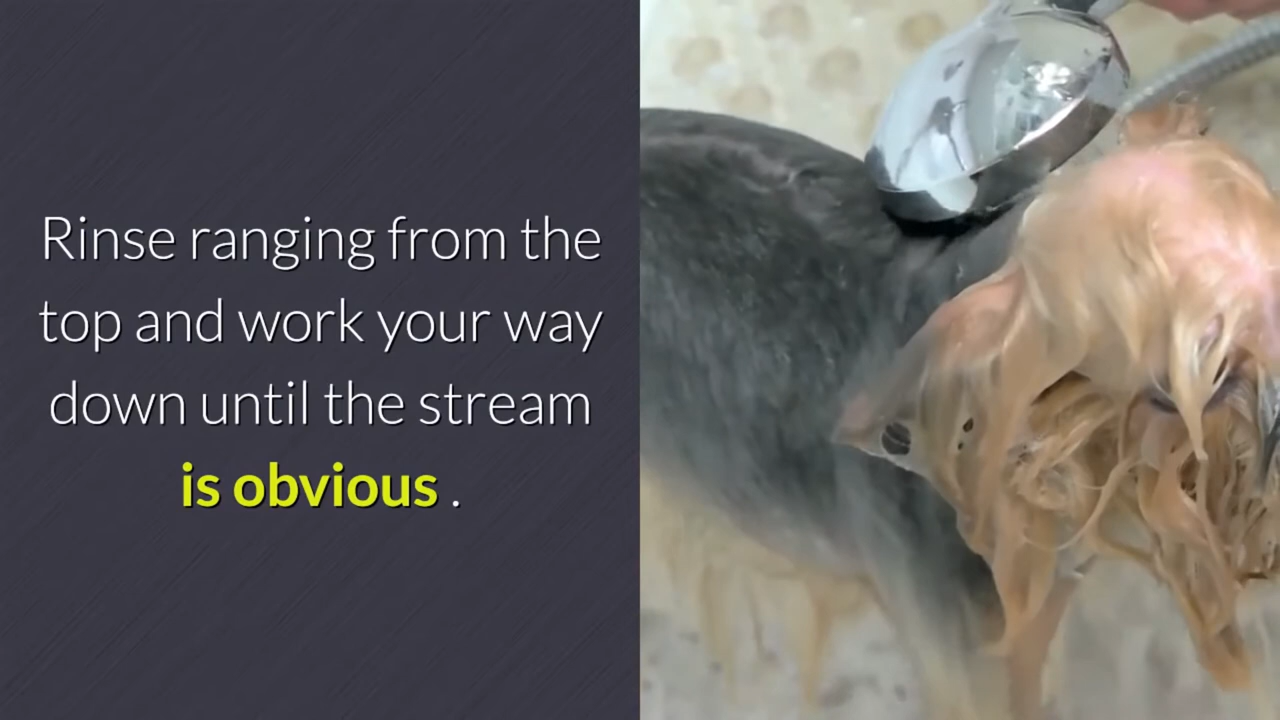 Rinse ranging from the
top and work your way
down until the stream
is obvious .